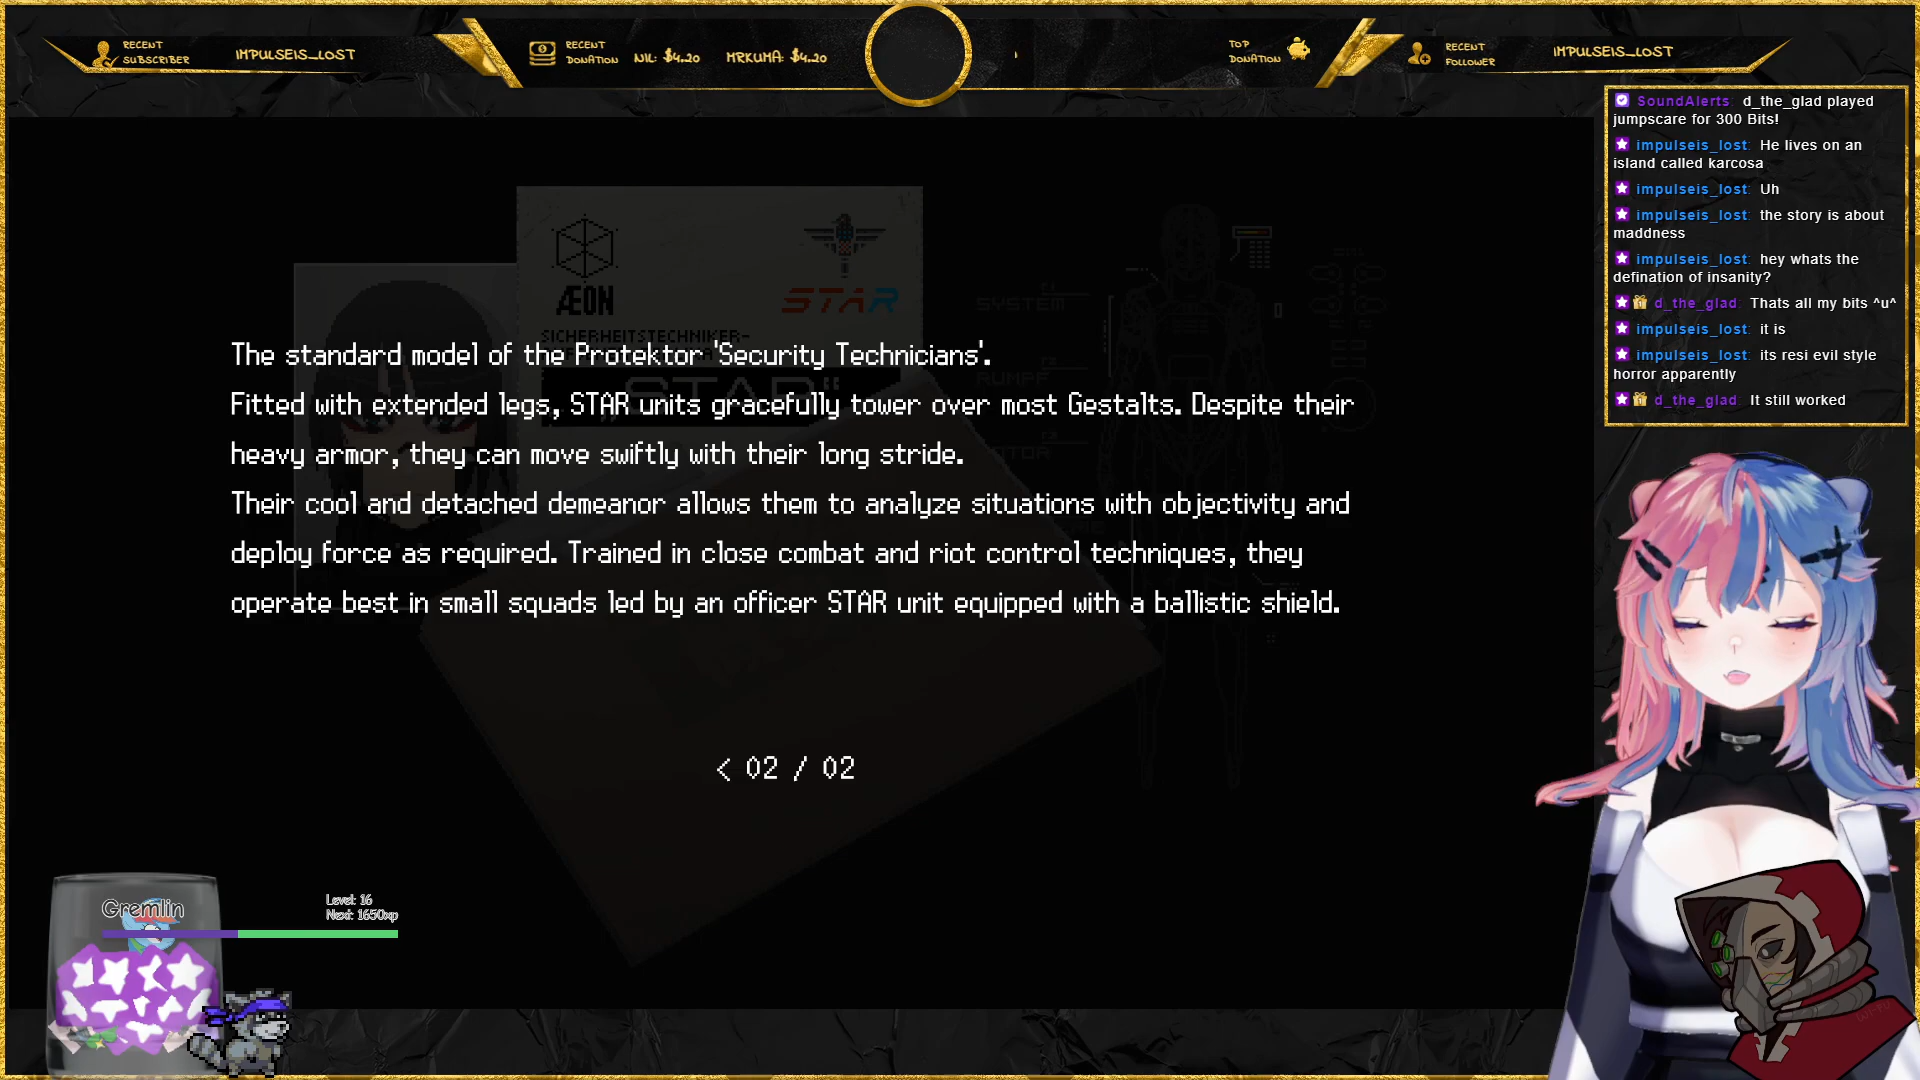 RECENT
SUBSCRIBER
IMPULSEIS_LOST
RECENT
DONATION
NIL: $4.20
MRKUMA: $4.20
TOP
DONATION
RECENT
FOLLOWER
IMPULSEIS_LOST
SoundAlerts: d_the_glad played
jumpscare for 300 Bits!
impulseis_lost: He lives on an
island called karcosa
impulseis_lost: Uh
impulseis_lost: the story is about
maddness
impulseis_lost: hey whats the
defination of insanity?
d_the_glad: Thats all my bits ^u^
impulseis_lost: it is
impulseis_lost: its resi evil style
horror apparently
d_the_glad: It still worked
ÆON
STAR
SICHERHEITSTECHNIKER-
SYSTEM
RUMPF
The standard model of the Protektor 'Security Technicians'.
Fitted with extended legs, STAR units gracefully tower over most Gestalts. Despite their
heavy armor, they can move swiftly with their long stride.
Their cool and detached demeanor allows them to analyze situations with objectivity and
deploy force as required. Trained in close combat and riot control techniques, they
operate best in small squads led by an officer STAR unit equipped with a ballistic shield.
< 02 / 02
Gremlin
Level: 16
Next: 1650xp